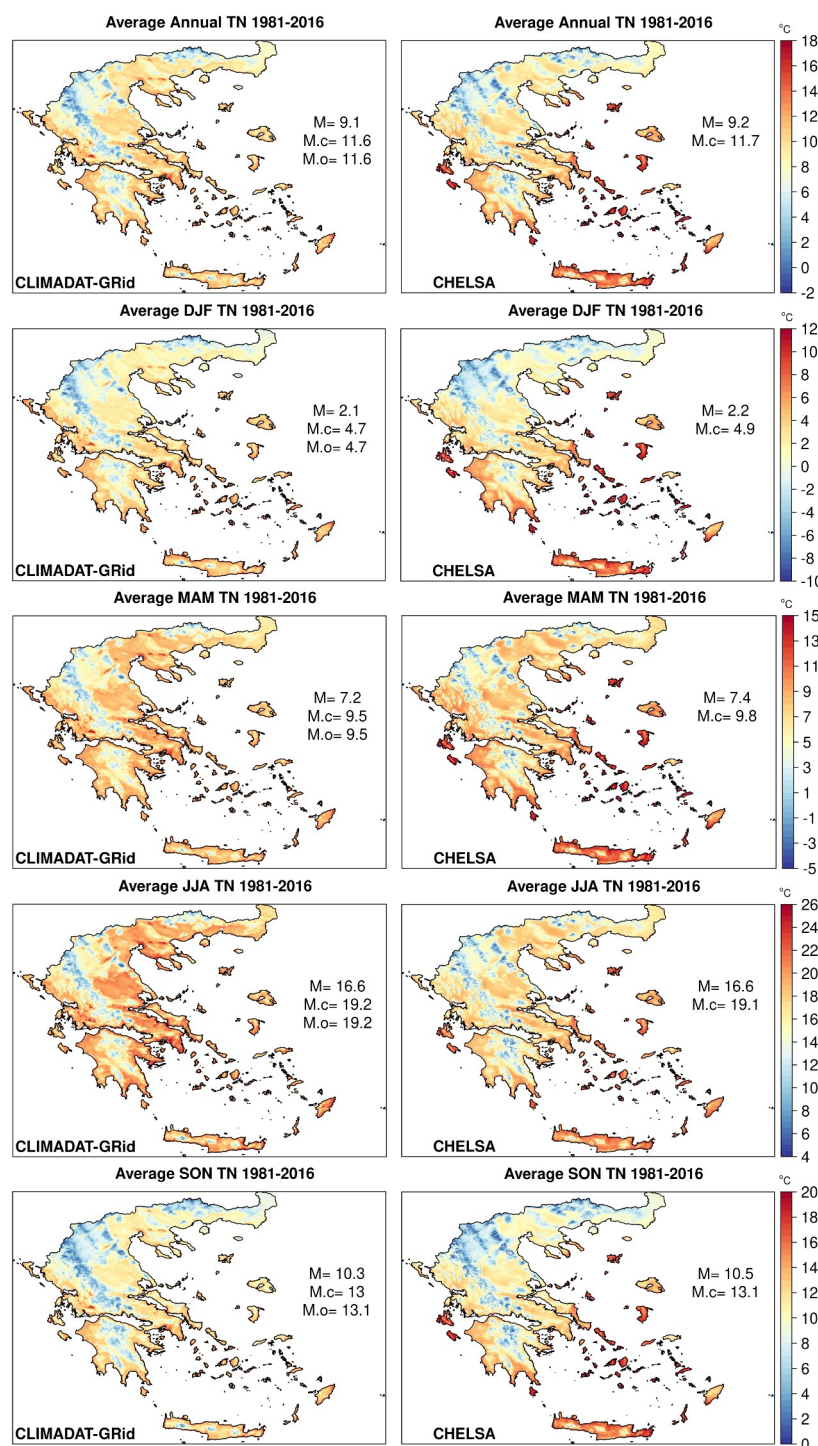 Average Annual TN 1981-2016
M= 9.1
M.c= 11.6
M.o= 11.6
CLIMADAT-GRid
Average Annual TN 1981-2016
M= 9.2
M.c= 11.7
CHELSA
°C
18
16
14
12
10
8
6
4
2
0
-2
Average DJF TN 1981-2016
M= 2.1
M.c= 4.7
M.o= 4.7
CLIMADAT-GRid
Average DJF TN 1981-2016
M= 2.2
M.c= 4.9
CHELSA
°C
12
10
8
6
4
2
0
-2
-4
-6
-8
-10
Average MAM TN 1981-2016
M= 7.2
M.c= 9.5
M.o= 9.5
CLIMADAT-GRid
Average MAM TN 1981-2016
M= 7.4
M.c= 9.8
CHELSA
°C
15
13
11
9
7
5
3
1
-1
-3
-5
Average JJA TN 1981-2016
M= 16.6
M.c= 19.2
M.o= 19.2
CLIMADAT-GRid
Average JJA TN 1981-2016
M= 16.6
M.c= 19.1
CHELSA
°C
26
24
22
20
18
16
14
12
10
8
6
4
Average SON TN 1981-2016
M= 10.3
M.c= 13
M.o= 13.1
CLIMADAT-GRid
Average SON TN 1981-2016
M= 10.5
M.c= 13.1
CHELSA
°C
20
18
16
14
12
10
8
6
4
2
0